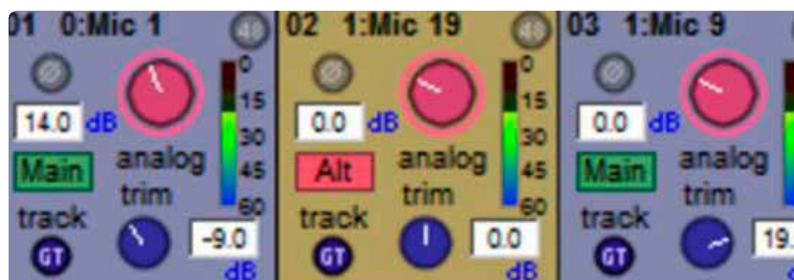 01 0:Mic 1 48
02 1:Mic 19 48
03 1:Mic 9
0
15
30
45
60
14.0 dB
Main
analog
trim
track
GT
-9.0
dB
0
15
30
45
60
0.0 dB
Alt
analog
trim
track
GT
0.0
dB
0.0 dB
Main
analog
trim
track
GT
19.
dB